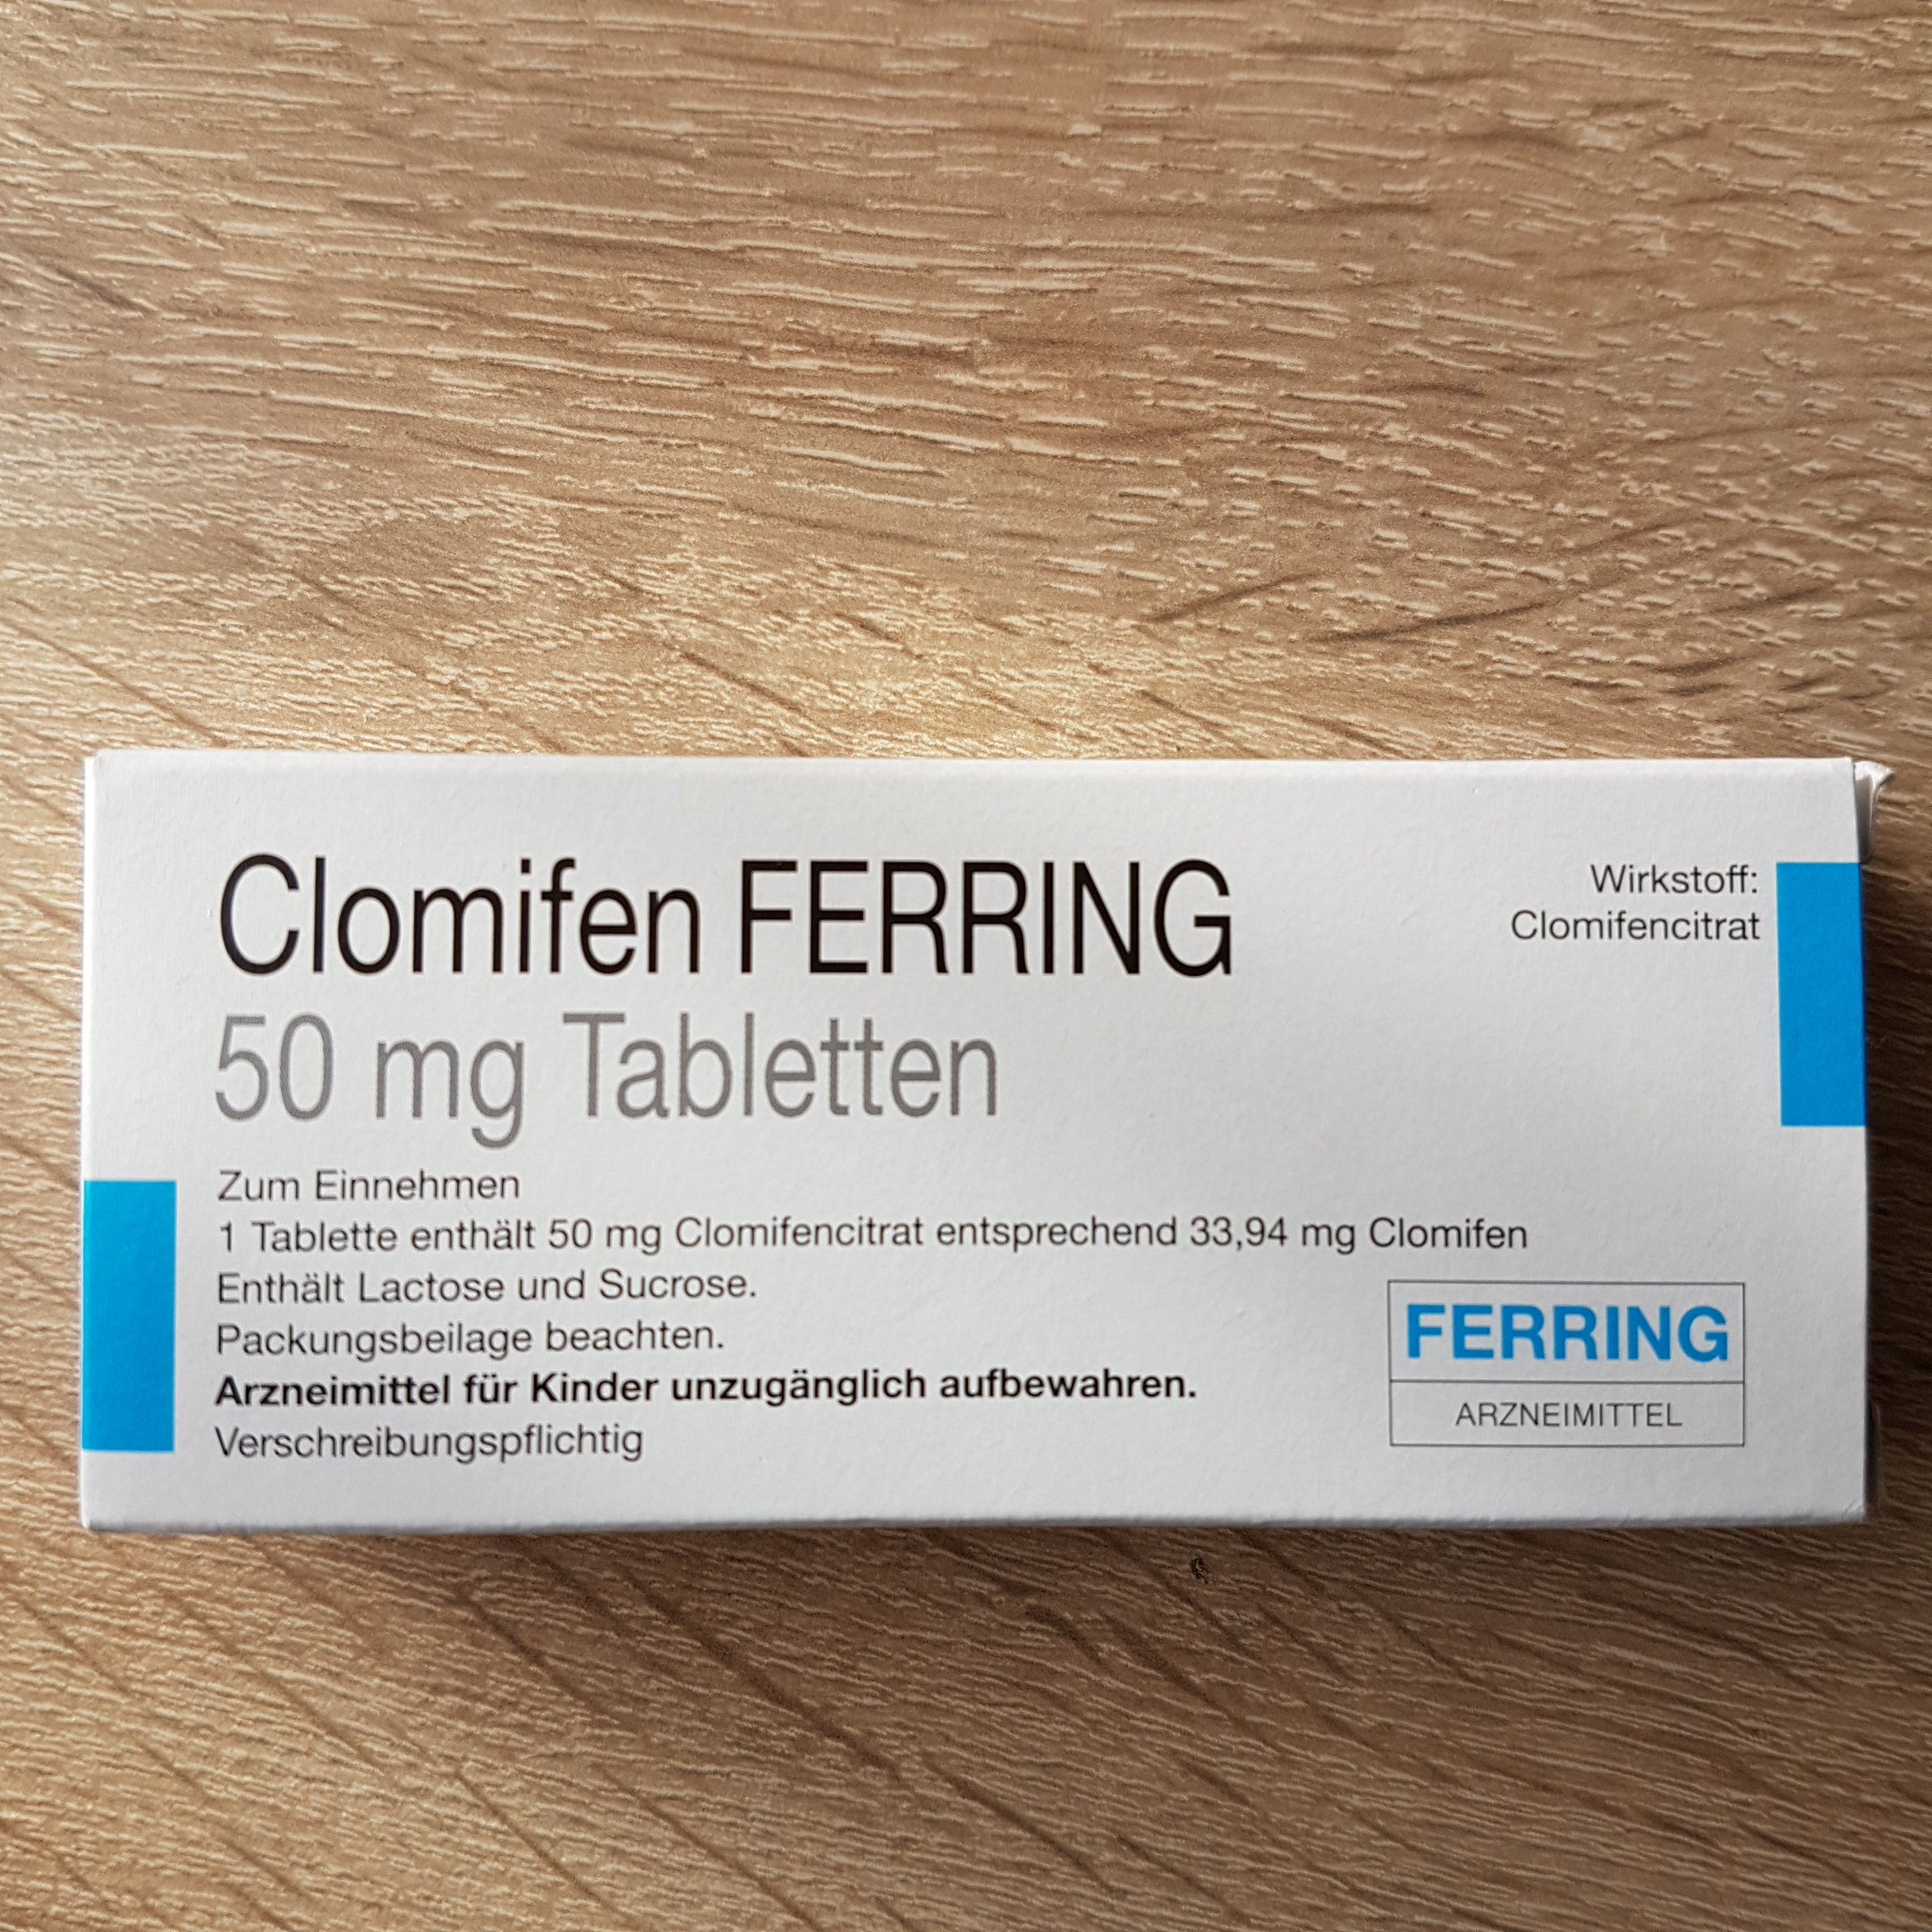 Clomifen FERRING
50 mg Tabletten
Wirkstoff:
Clomifencitrat
Zum Einnehmen
1 Tablette enthält 50 mg Clomifencitrat entsprechend 33,94 mg Clomifen
Enthält Lactose und Sucrose.
Packungsbeilage beachten.
Arzneimittel für Kinder unzugänglich aufbewahren.
Verschreibungspflichtig
FERRING
ARZNEIMITTEL